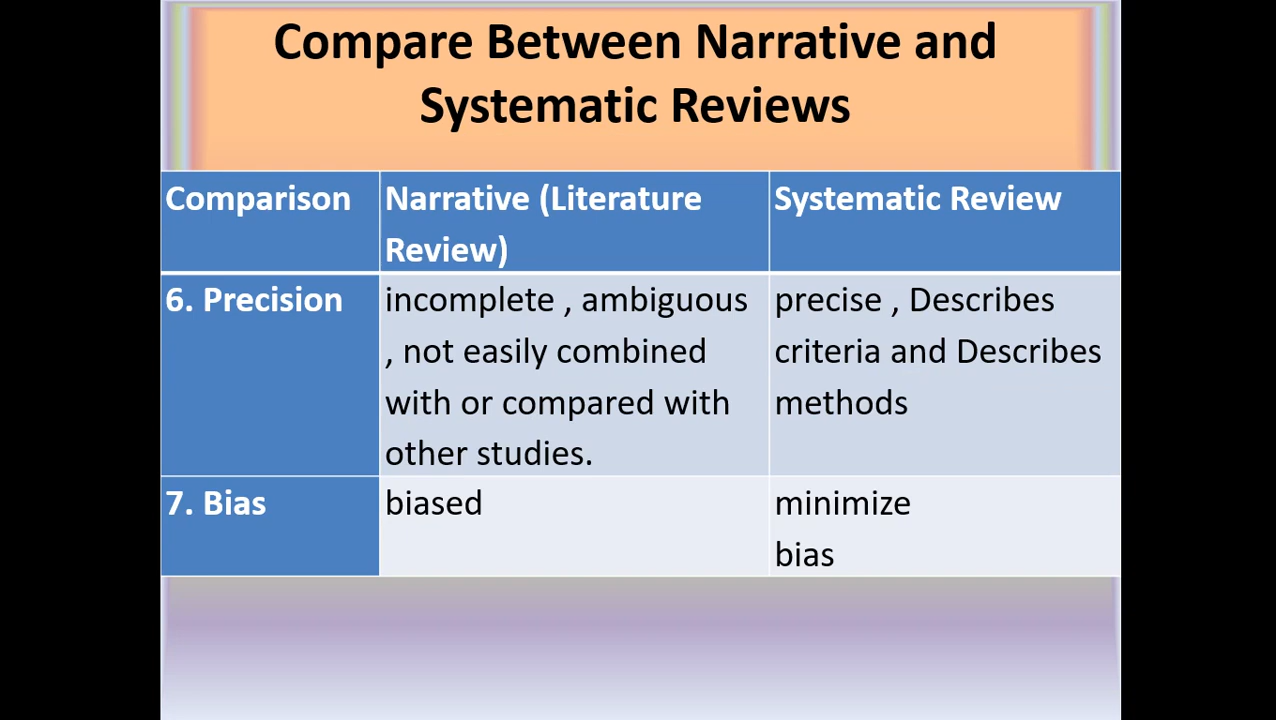 Compare Between Narrative and
Systematic Reviews
Comparison
Narrative (Literature
Review)
Systematic Review
6. Precision
incomplete , ambiguous
, not easily combined
with or compared with
other studies.
precise , Describes
criteria and Describes
methods
7. Bias
biased
minimize
bias